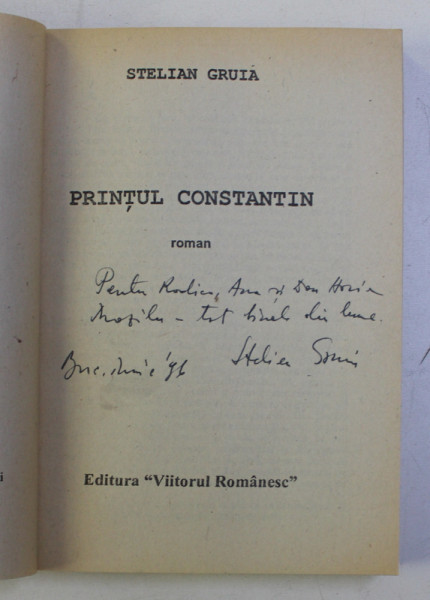 STELIAN GRUIA
PRINȚUL CONSTANTIN
roman
Pentru Rodica, Ana și Dan Horia
Mazilu – tot binele din lume.
Buc. iunie '96 Stelian Gruia
Editura “Viitorul Românesc”
i